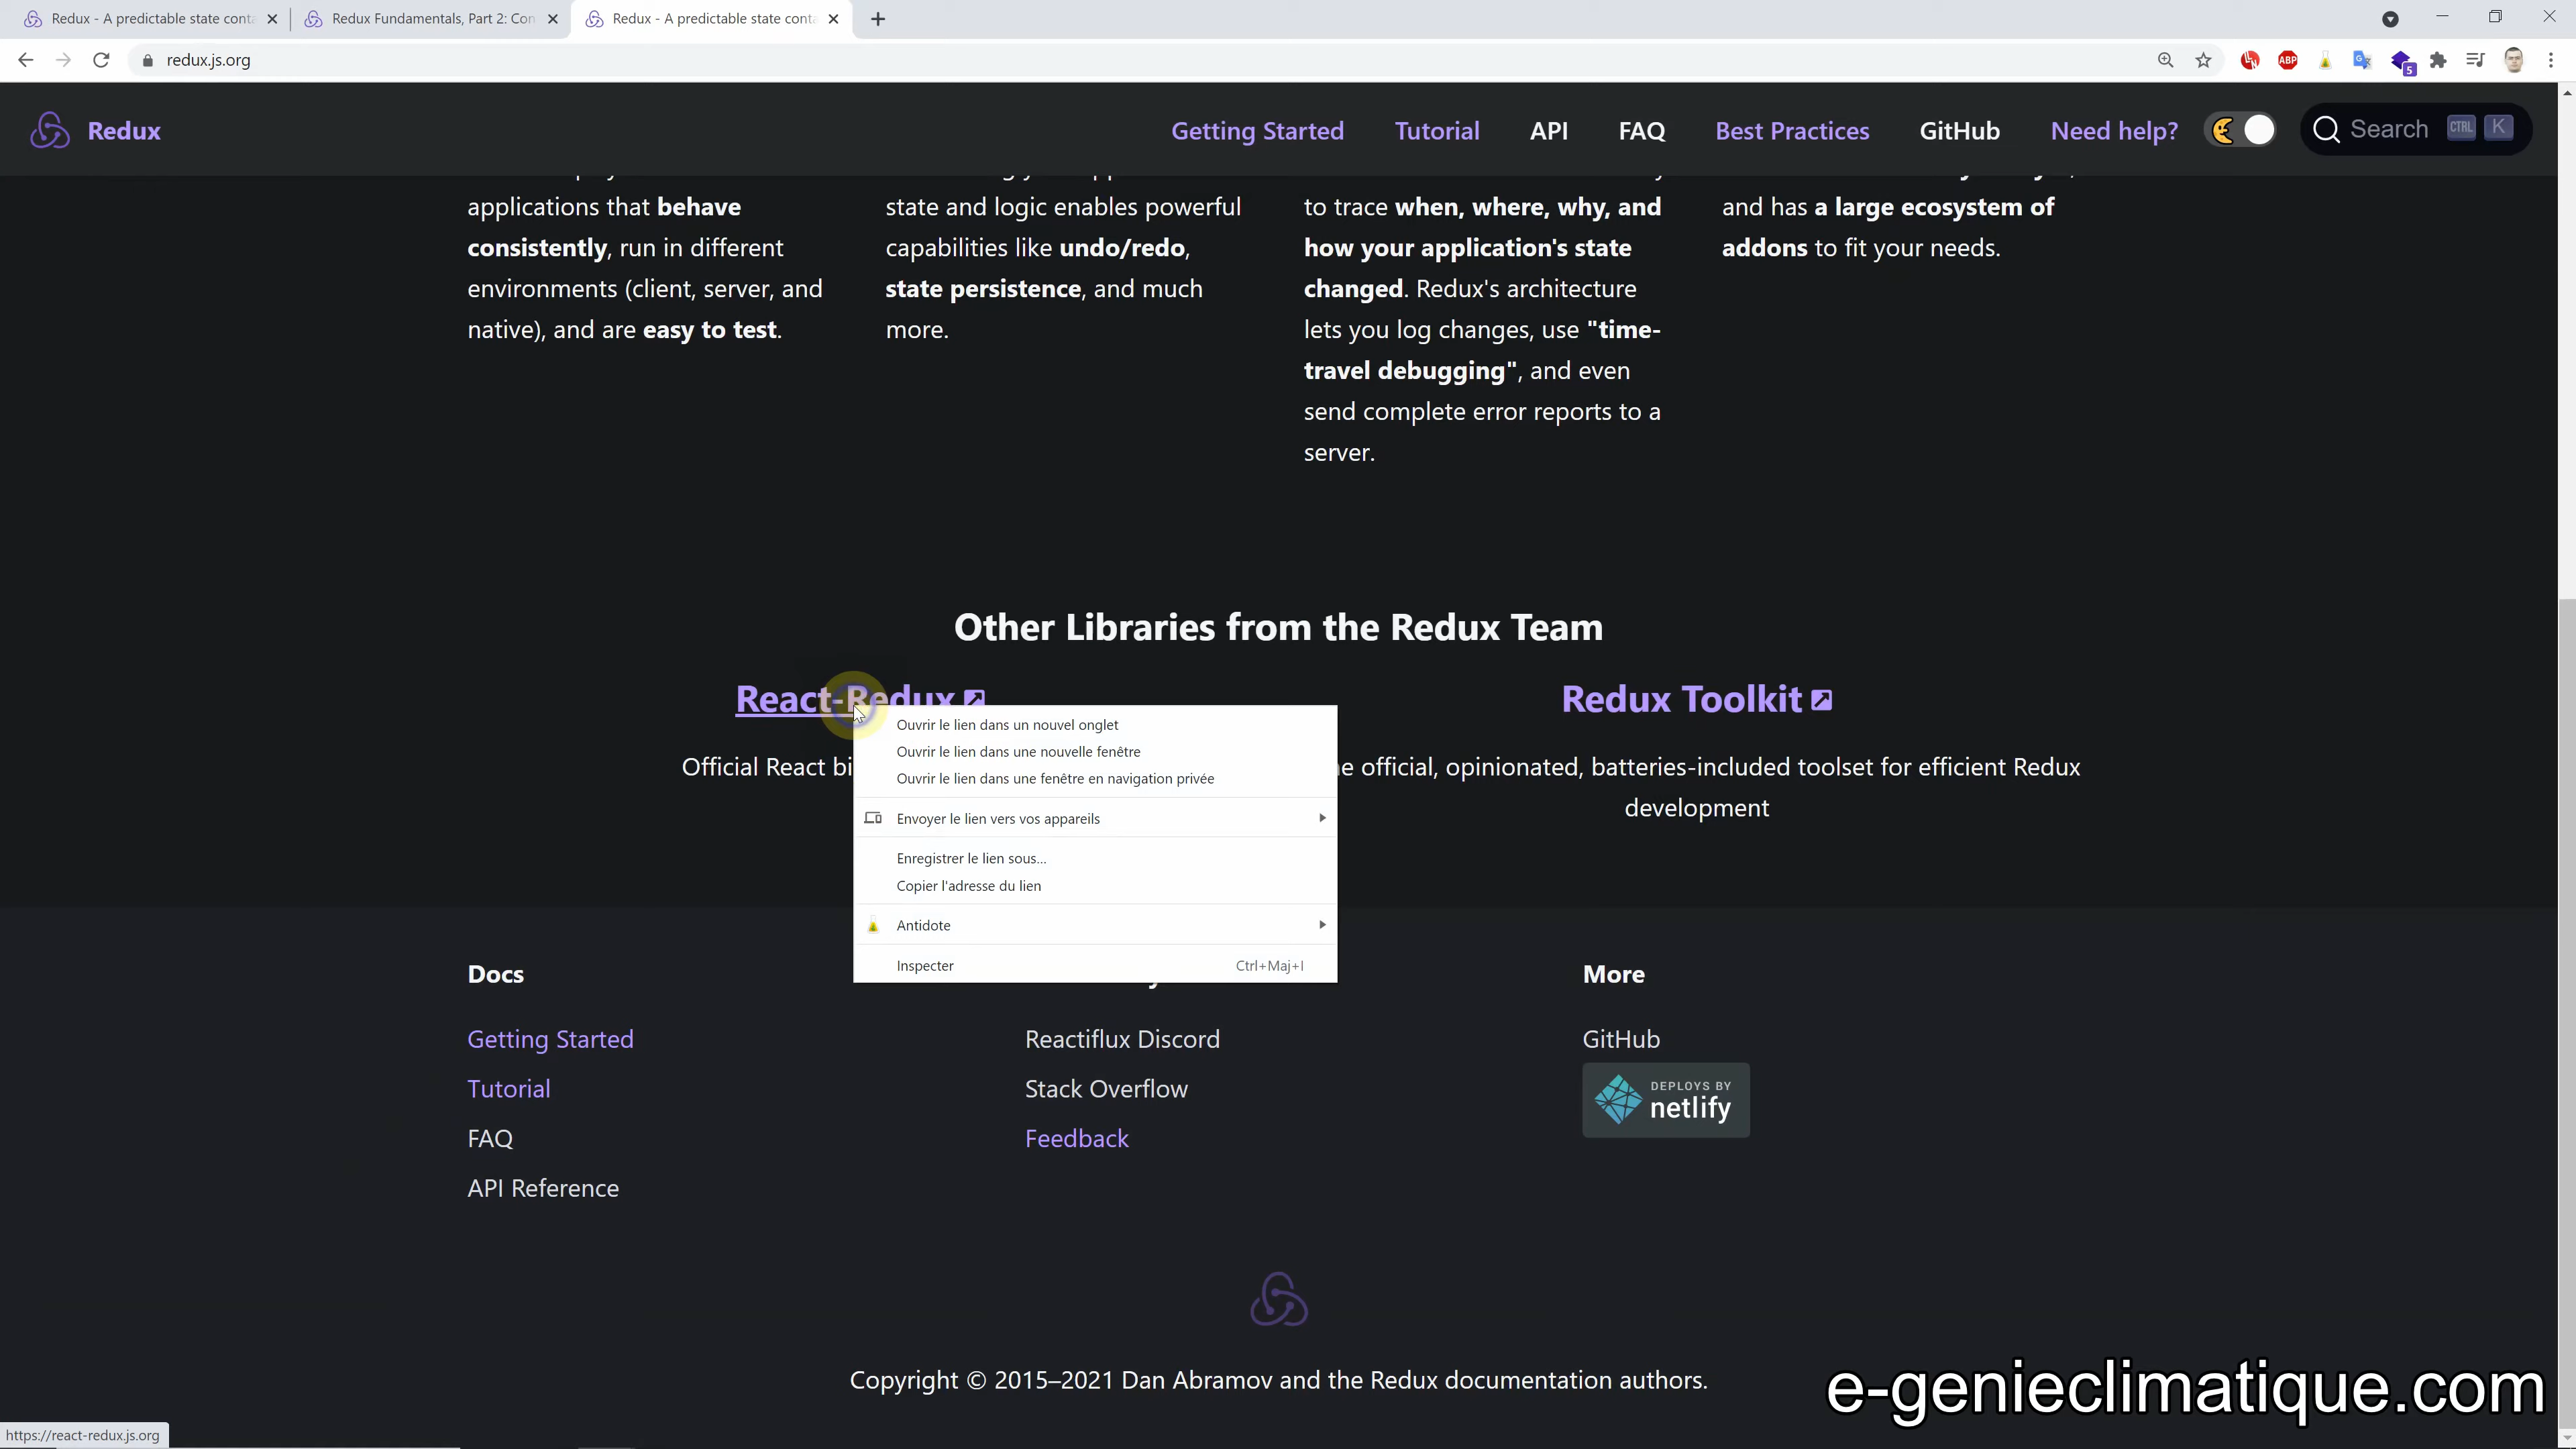 Redux - A predictable state conta
Redux Fundamentals, Part 2: Con
Redux - A predictable state conta
redux.js.org
ABP
5
Redux
Getting Started
Tutorial
API
FAQ
Best Practices
GitHub
Need help?
Search
CTRL K
applications that behave
consistently, run in different
environments (client, server, and
native), and are easy to test.
state and logic enables powerful
capabilities like undo/redo,
state persistence, and much
more.
to trace when, where, why, and
how your application's state
changed. Redux's architecture
lets you log changes, use "time-
travel debugging", and even
send complete error reports to a
server.
and has a large ecosystem of
addons to fit your needs.
Other Libraries from the Redux Team
React-Redux
Official React bi
Redux Toolkit
e official, opinionated, batteries-included toolset for efficient Redux
development
Ouvrir le lien dans un nouvel onglet
Ouvrir le lien dans une nouvelle fenêtre
Ouvrir le lien dans une fenêtre en navigation privée
Envoyer le lien vers vos appareils
Enregistrer le lien sous...
Copier l'adresse du lien
Antidote
Inspecter Ctrl+Maj+I
Docs
Getting Started
Tutorial
FAQ
API Reference
Reactiflux Discord
Stack Overflow
Feedback
More
GitHub
DEPLOYS BY
netlify
Copyright © 2015–2021 Dan Abramov and the Redux documentation authors.
e-genieclimatique.com
https://react-redux.js.org